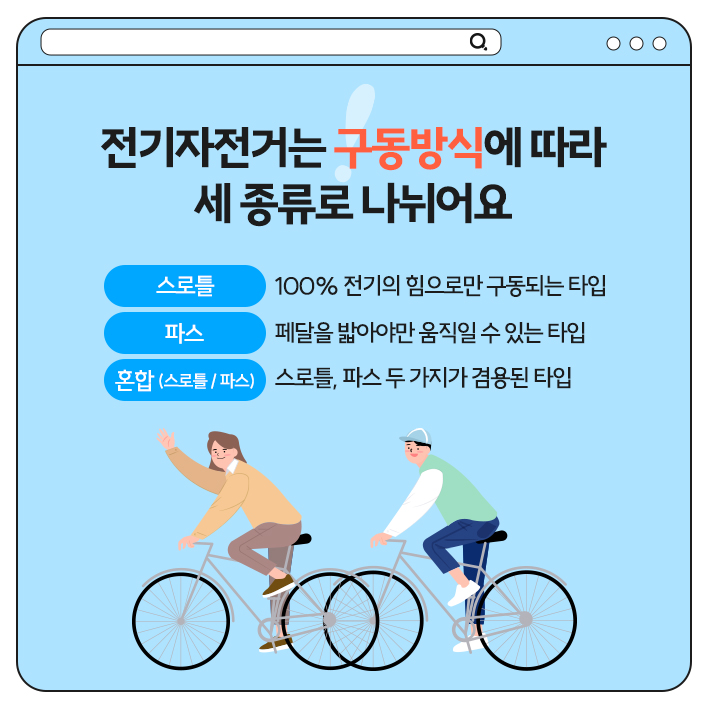 전기자전거는 구동방식에 따라
세 종류로 나뉘어요
스로틀 100% 전기의 힘으로만 구동되는 타입
파스 페달을 밟아야만 움직일 수 있는 타입
혼합 (스로틀 / 파스) 스로틀, 파스 두 가지가 겸용된 타입